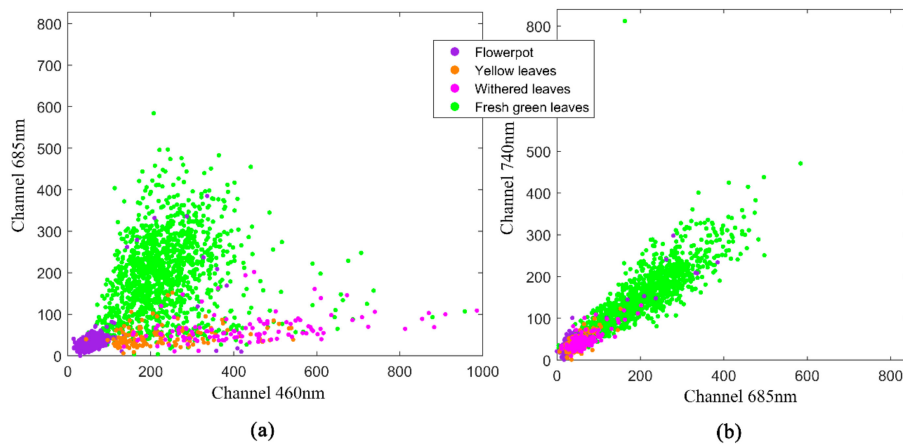 800
700
600
500
400
300
200
100
0
Channel 685nm
0 200 400 600 800 1000
Channel 460nm
(a)
Flowerpot
Yellow leaves
Withered leaves
Fresh green leaves
800
500
400
300
200
100
0
Channel 740nm
0 200 400 600 800
Channel 685nm
(b)